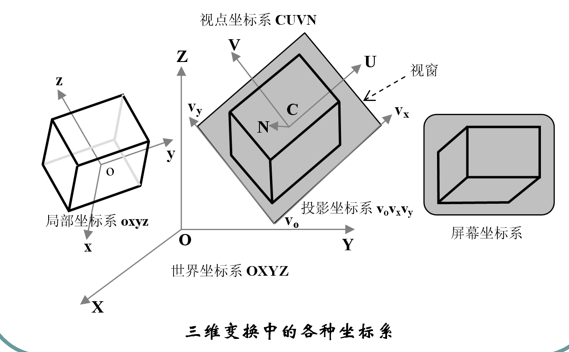 视点坐标系 CUVN
V
Z
U
视窗
z
C
N
v_y
v_x
y
o
局部坐标系 oxyz
投影坐标系 v_ov_xv_y
v_o
x
O
Y
屏幕坐标系
世界坐标系 OXYZ
X
三维变换中的各种坐标系